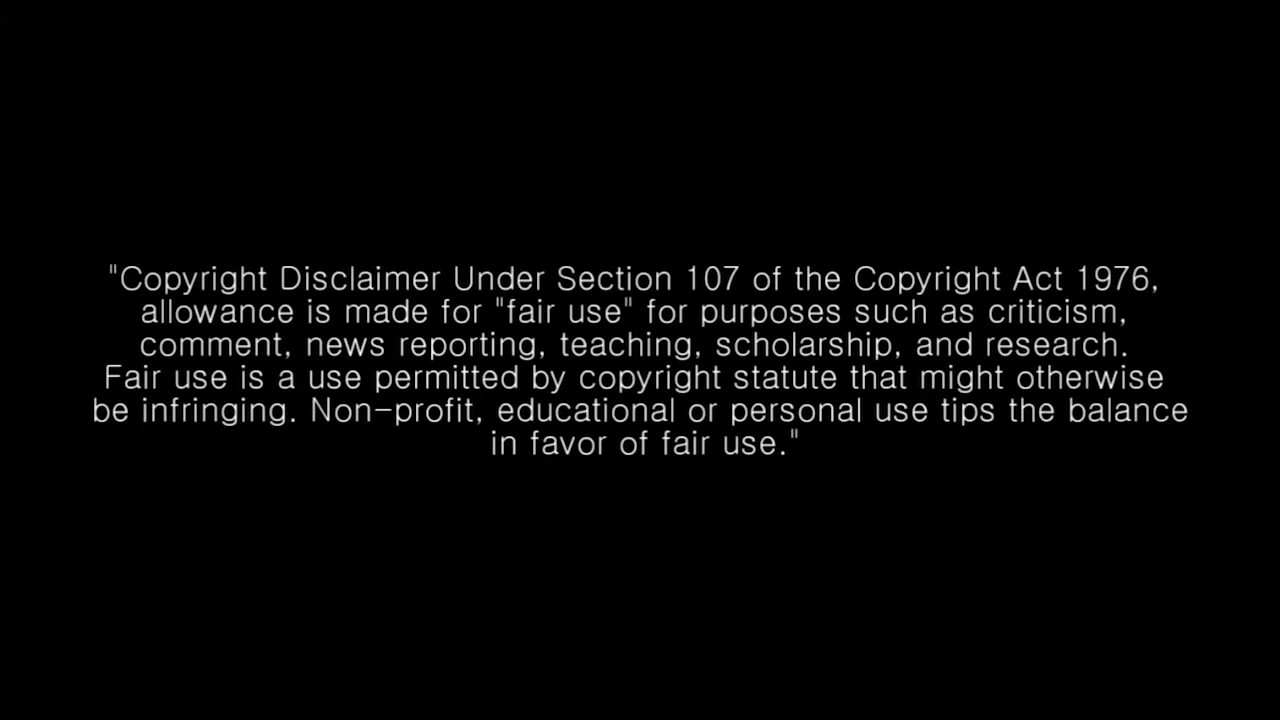 "Copyright Disclaimer Under Section 107 of the Copyright Act 1976,
allowance is made for "fair use" for purposes such as criticism,
comment, news reporting, teaching, scholarship, and research.
Fair use is a use permitted by copyright statute that might otherwise
be infringing. Non-profit, educational or personal use tips the balance
in favor of fair use."